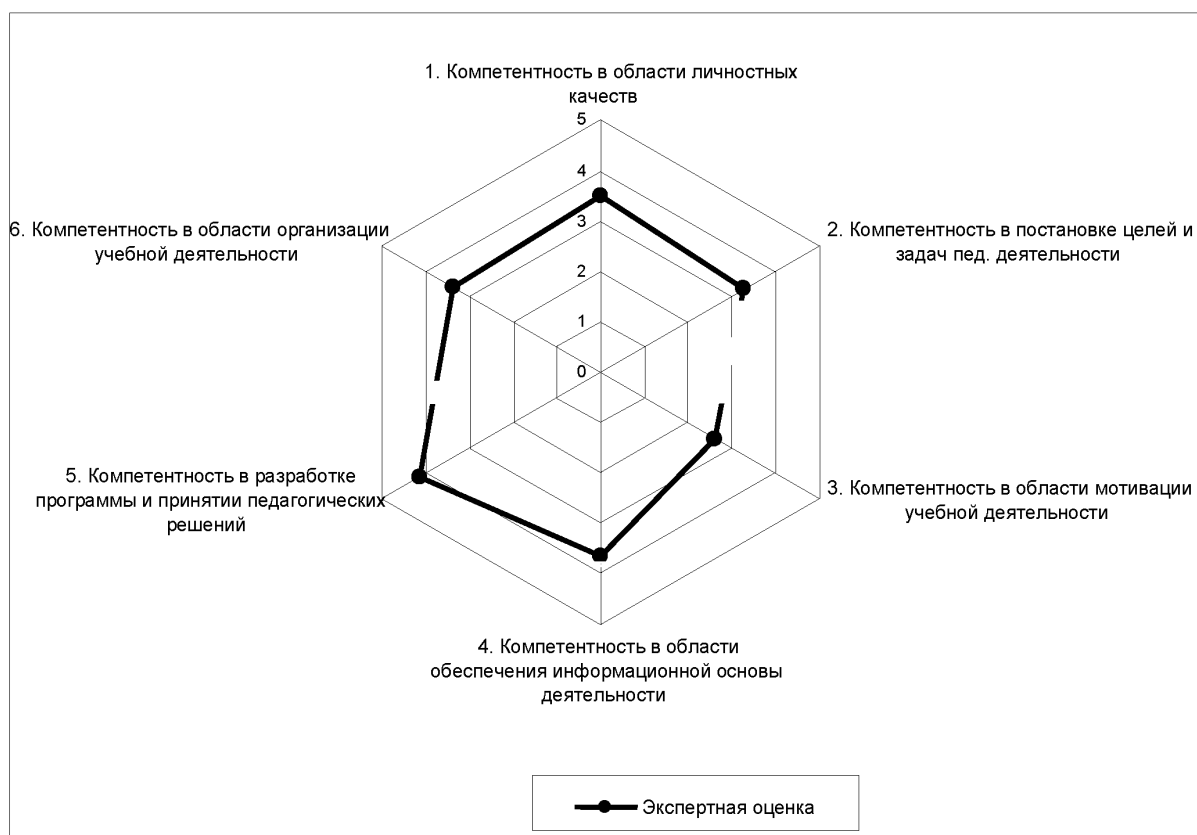 1. Компетентность в области личностных
качеств
5
4
3
2
1
0
2. Компетентность в постановке целей и
задач пед. деятельности
3. Компетентность в области мотивации
учебной деятельности
4. Компетентность в области
обеспечения информационной основы
деятельности
5. Компетентность в разработке
программы и принятии педагогических
решений
6. Компетентность в области организации
учебной деятельности
Экспертная оценка